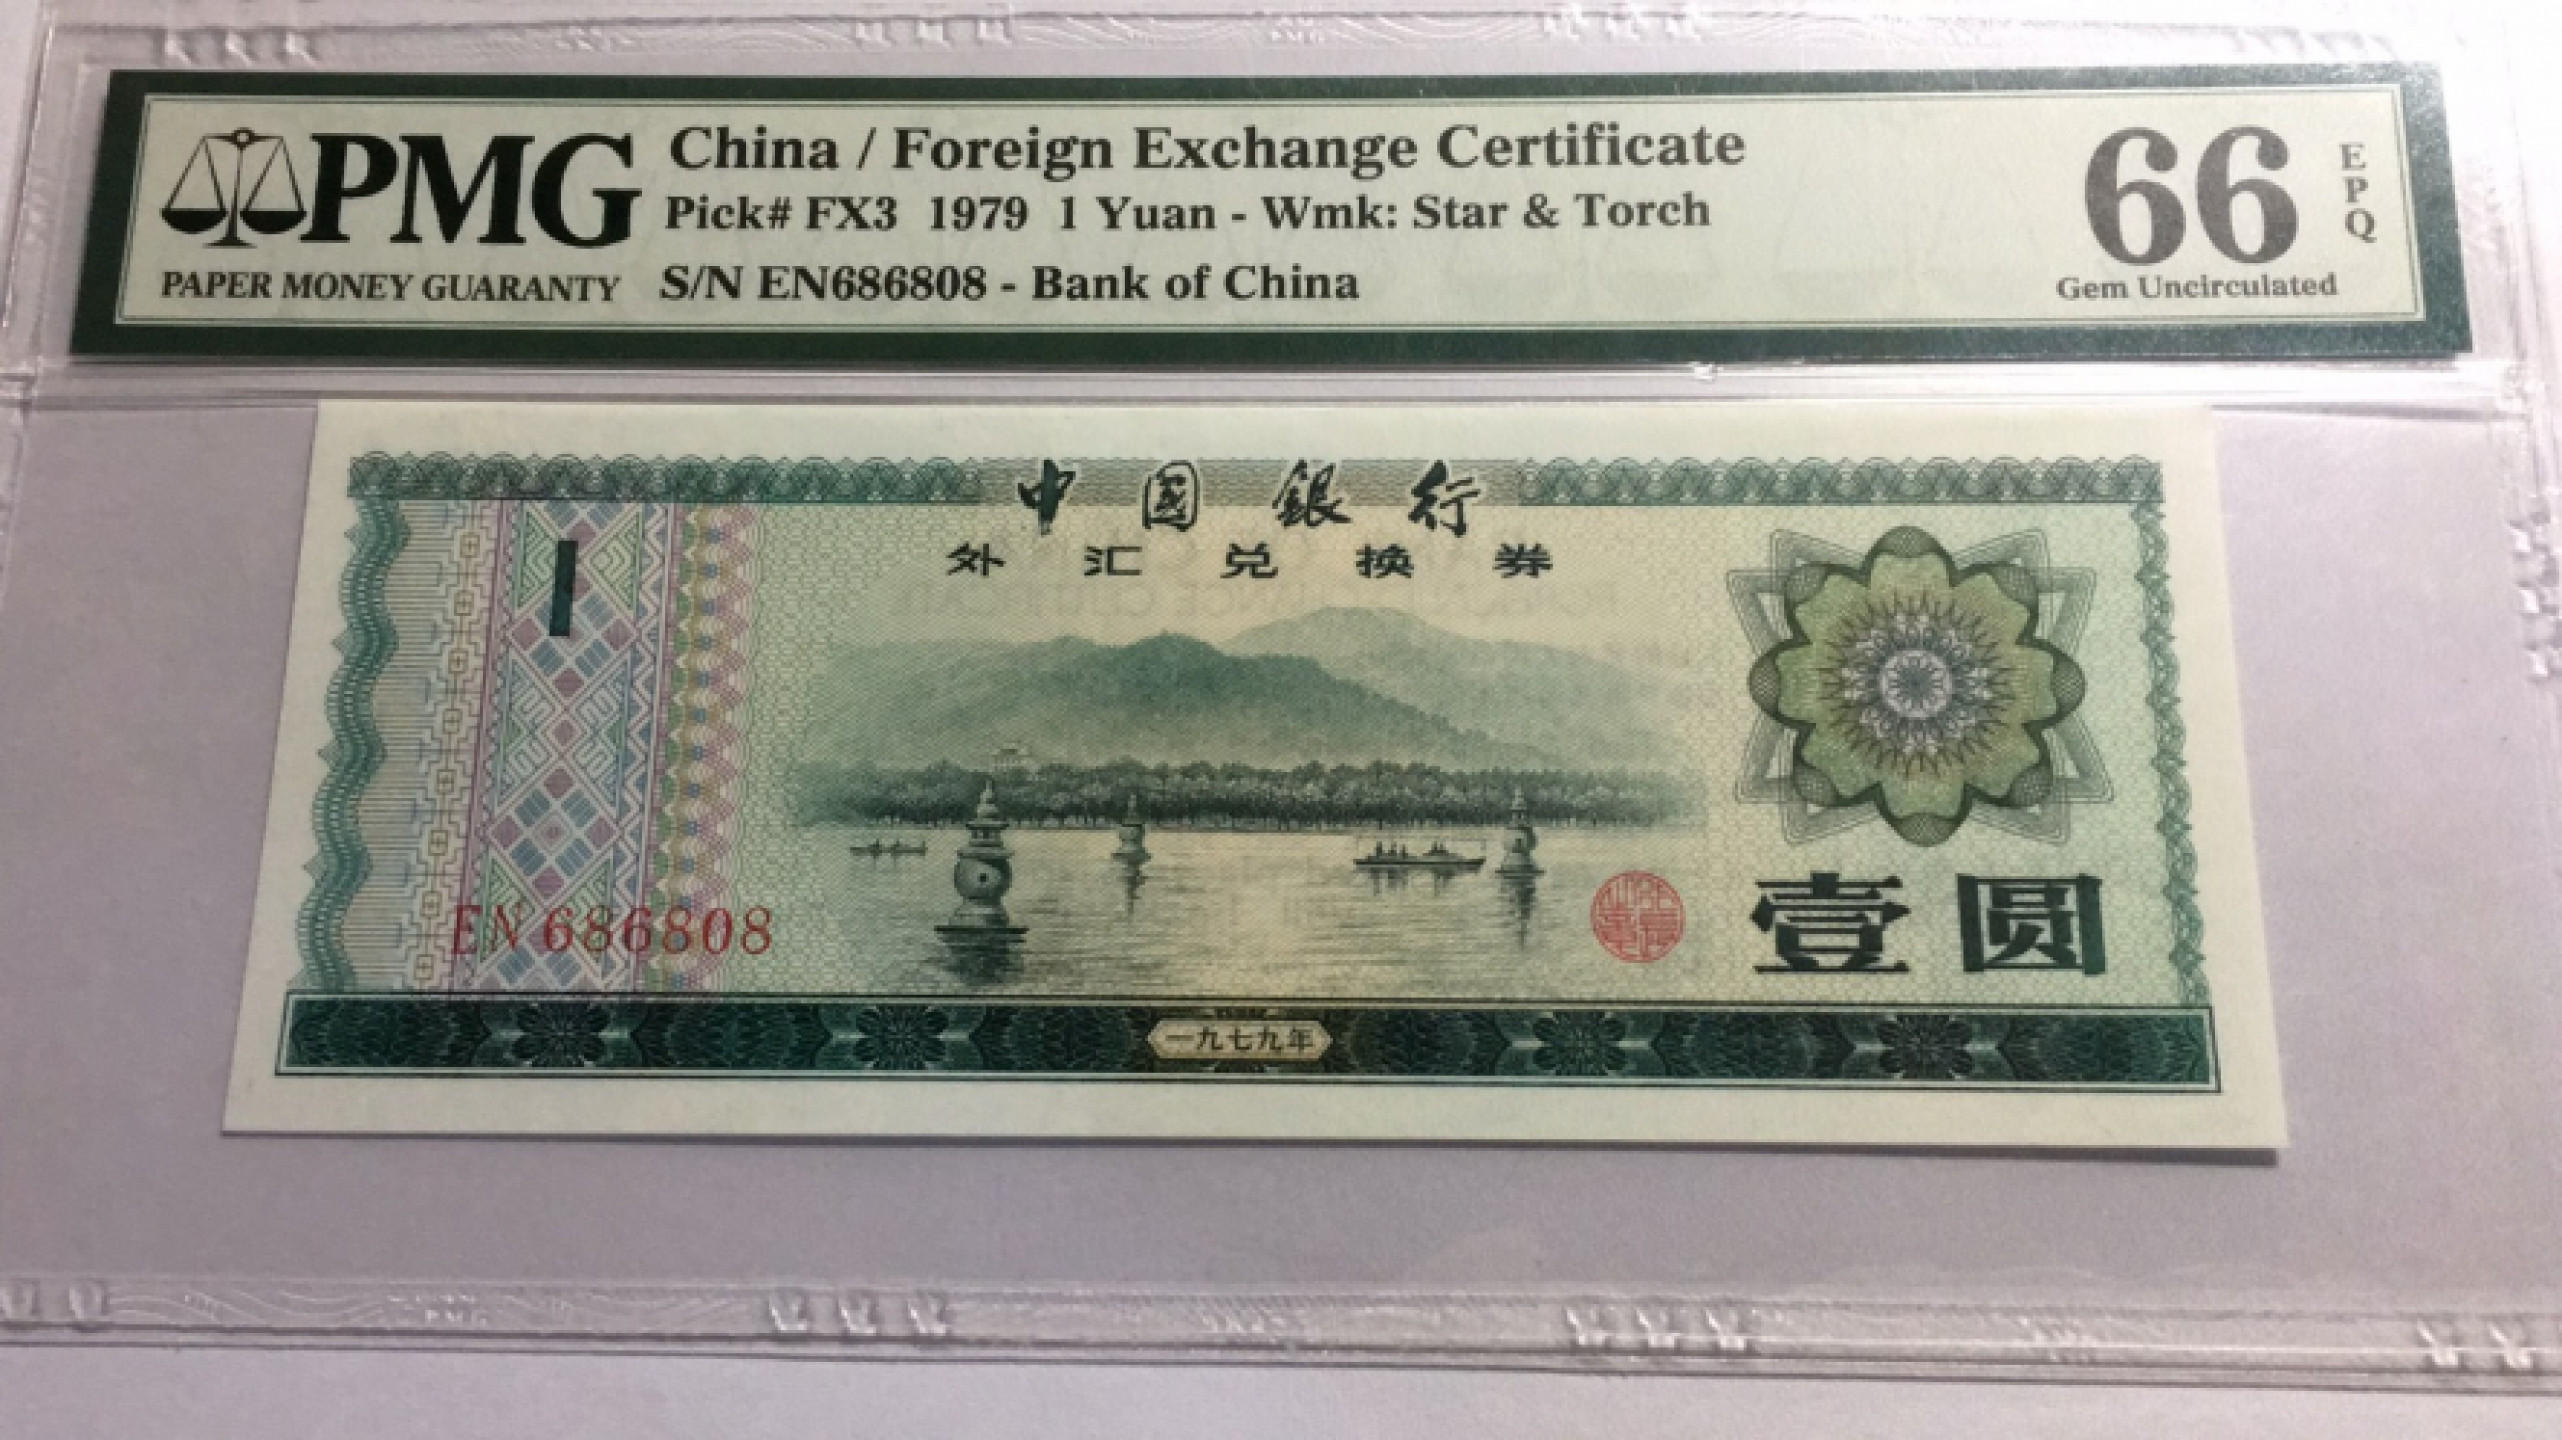 PMG
PAPER MONEY GUARANTY
China / Foreign Exchange Certificate
Pick# FX3 1979 1 Yuan - Wmk: Star & Torch
S/N EN686808 - Bank of China
66
EPQ
Gem Uncirculated
中國銀行
外汇兑换券
1
EN 686808
壹圆
一九七九年